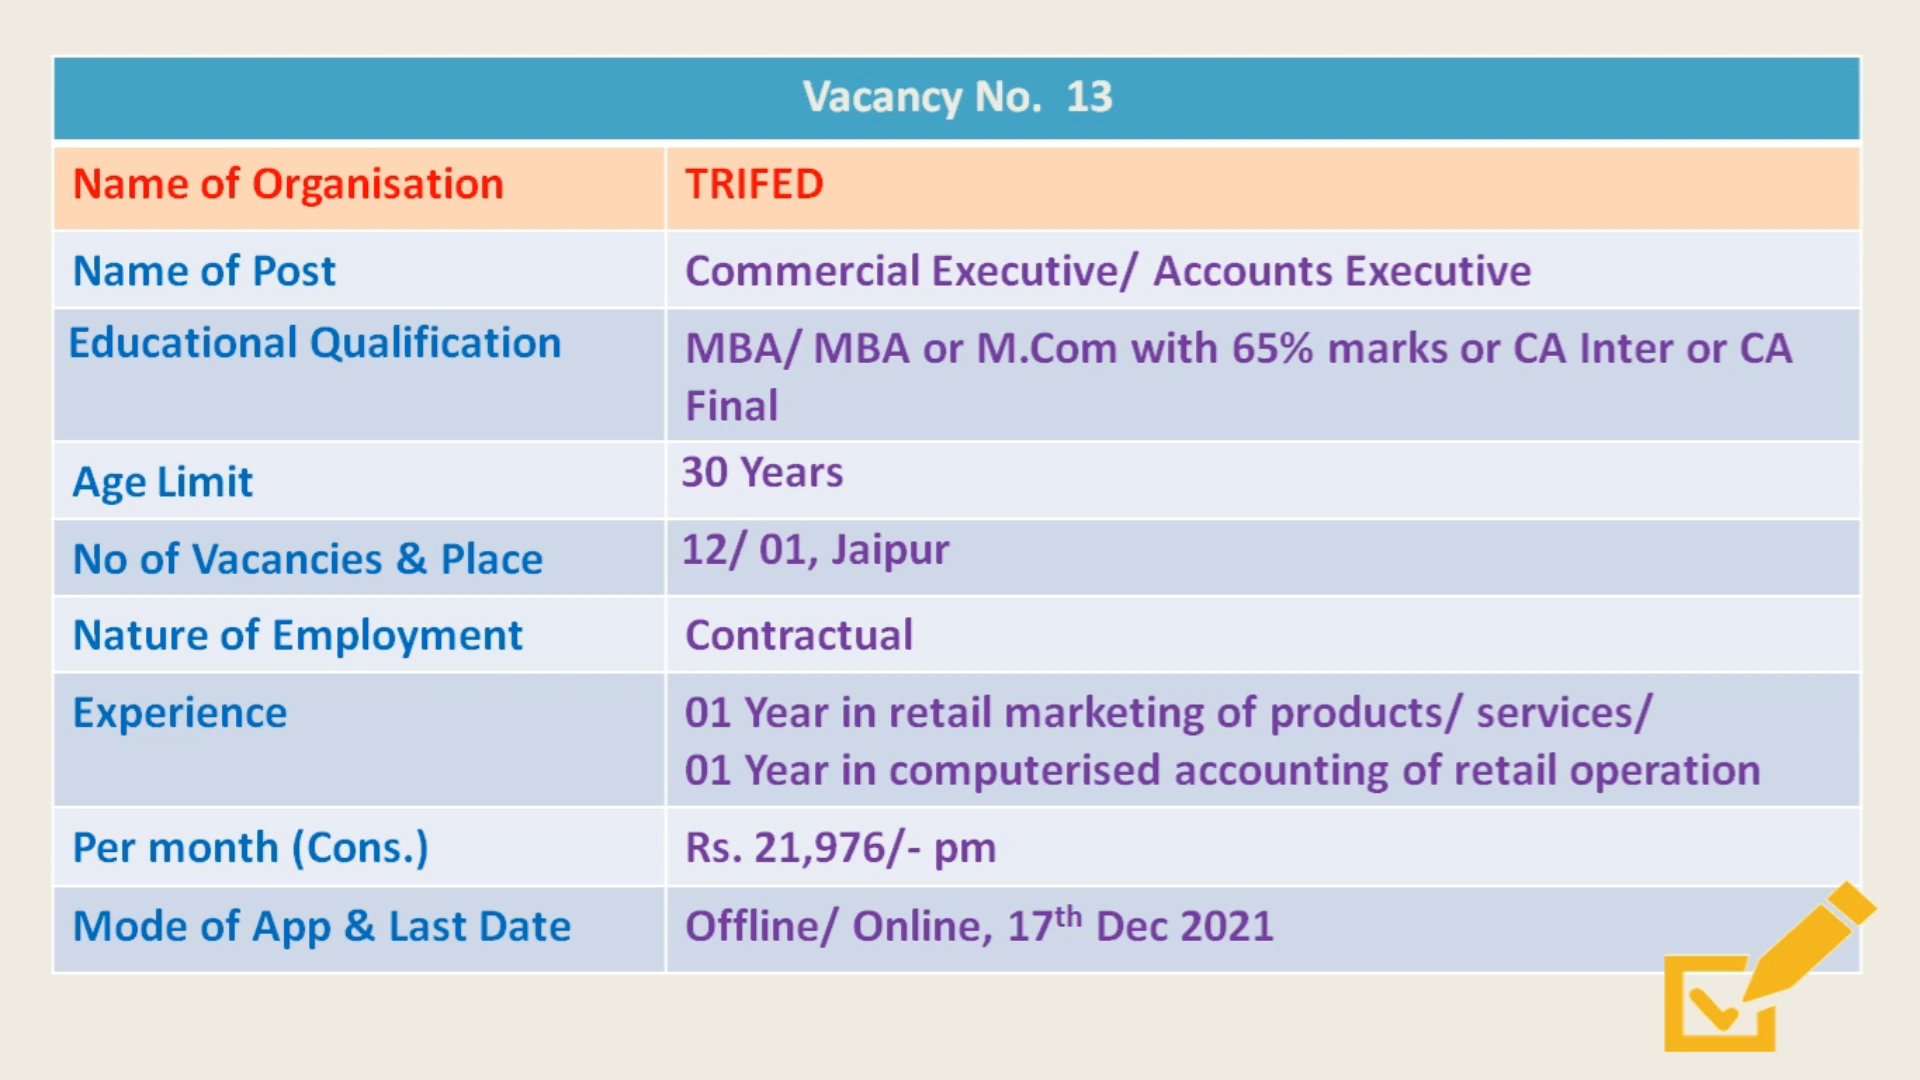 Vacancy No. 13
Name of Organisation TRIFED
Name of Post Commercial Executive/ Accounts Executive
Educational Qualification MBA/ MBA or M.Com with 65% marks or CA Inter or CA
Final
Age Limit 30 Years
No of Vacancies & Place 12/ 01, Jaipur
Nature of Employment Contractual
Experience 01 Year in retail marketing of products/ services/
01 Year in computerised accounting of retail operation
Per month (Cons.) Rs. 21,976/- pm
Mode of App & Last Date Offline/ Online, 17th Dec 2021